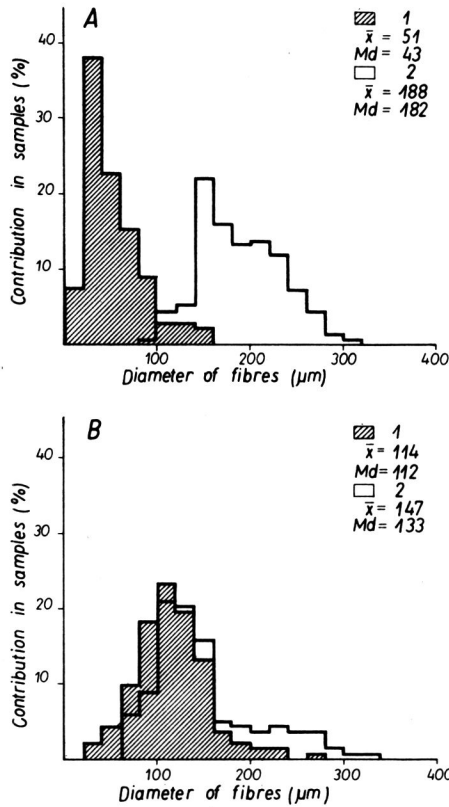 A
1
x̄ = 51
Md = 43
2
x̄ = 188
Md = 182
40
30
20
10
Contribution in samples (%)
100
200
300
400
Diameter of fibres (µm)
B
1
x̄ = 114
Md = 112
2
x̄ = 147
Md = 133
40
30
20
10
Contribution in samples (%)
100
200
300
400
Diameter of fibres (µm)